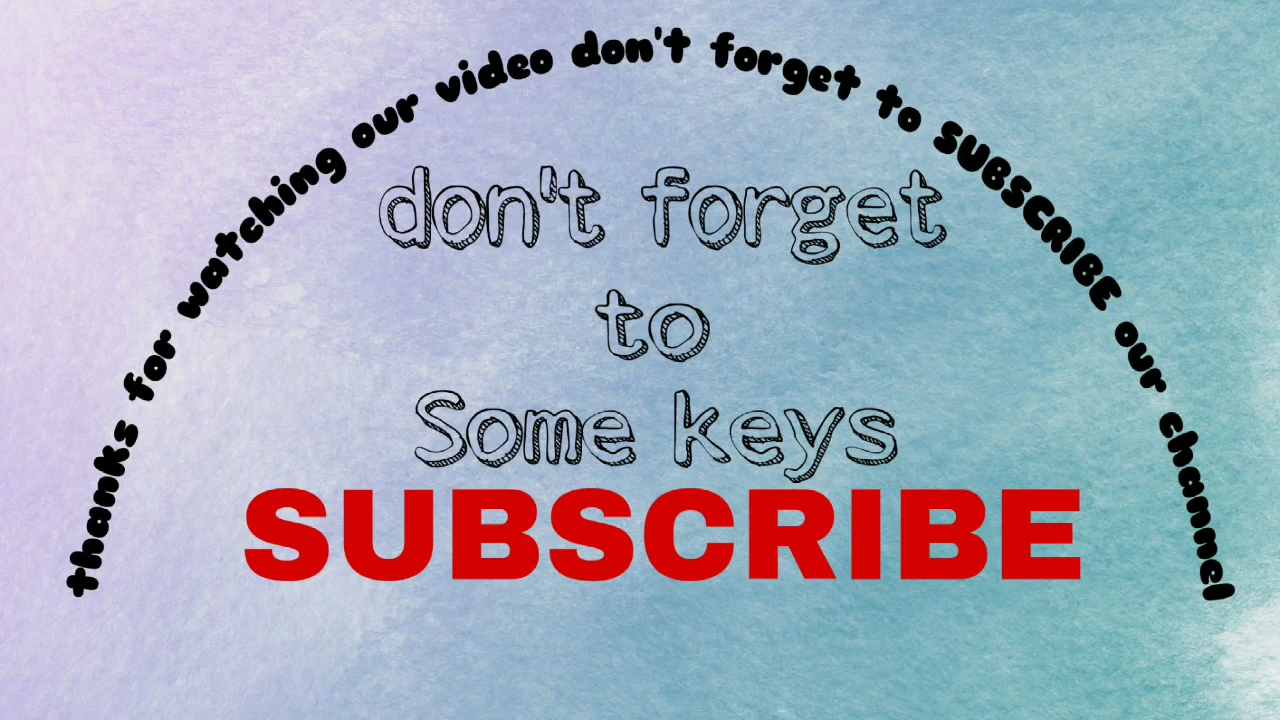 thanks for watching our video don't forget to SUBSCRIBE our channel
don't forget
to
Some keys
SUBSCRIBE